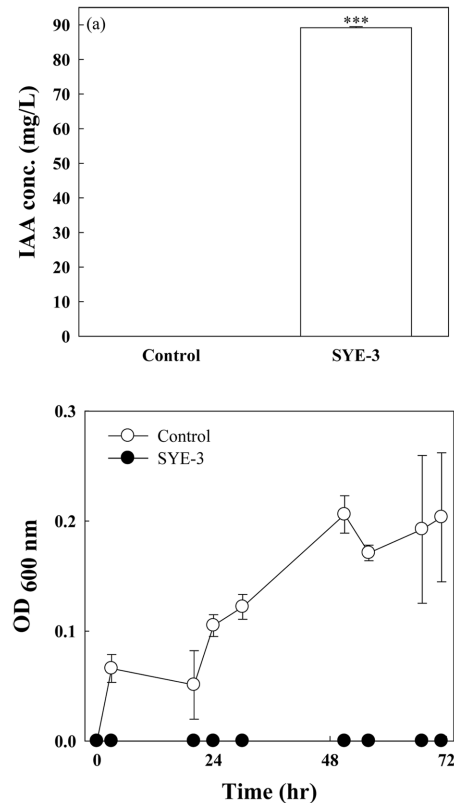 (a)
***
90
80
70
60
50
40
30
20
10
0
IAA conc. (mg/L)
Control SYE-3
0.3
0.2
0.1
0.0
Control
SYE-3
OD 600 nm
0 24 48 72
Time (hr)